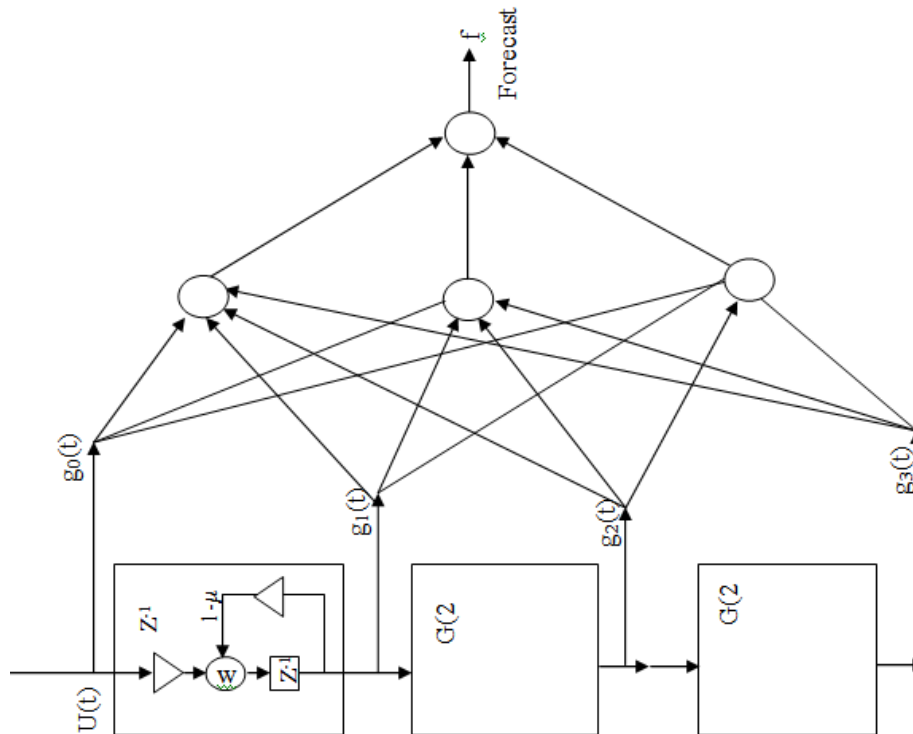 f
Forecast
g₀(t)
g₁(t)
g₂(t)
g₃(t)
Z⁻¹
1-µ
G(2
G(2
w
Z⁻¹
U(t)